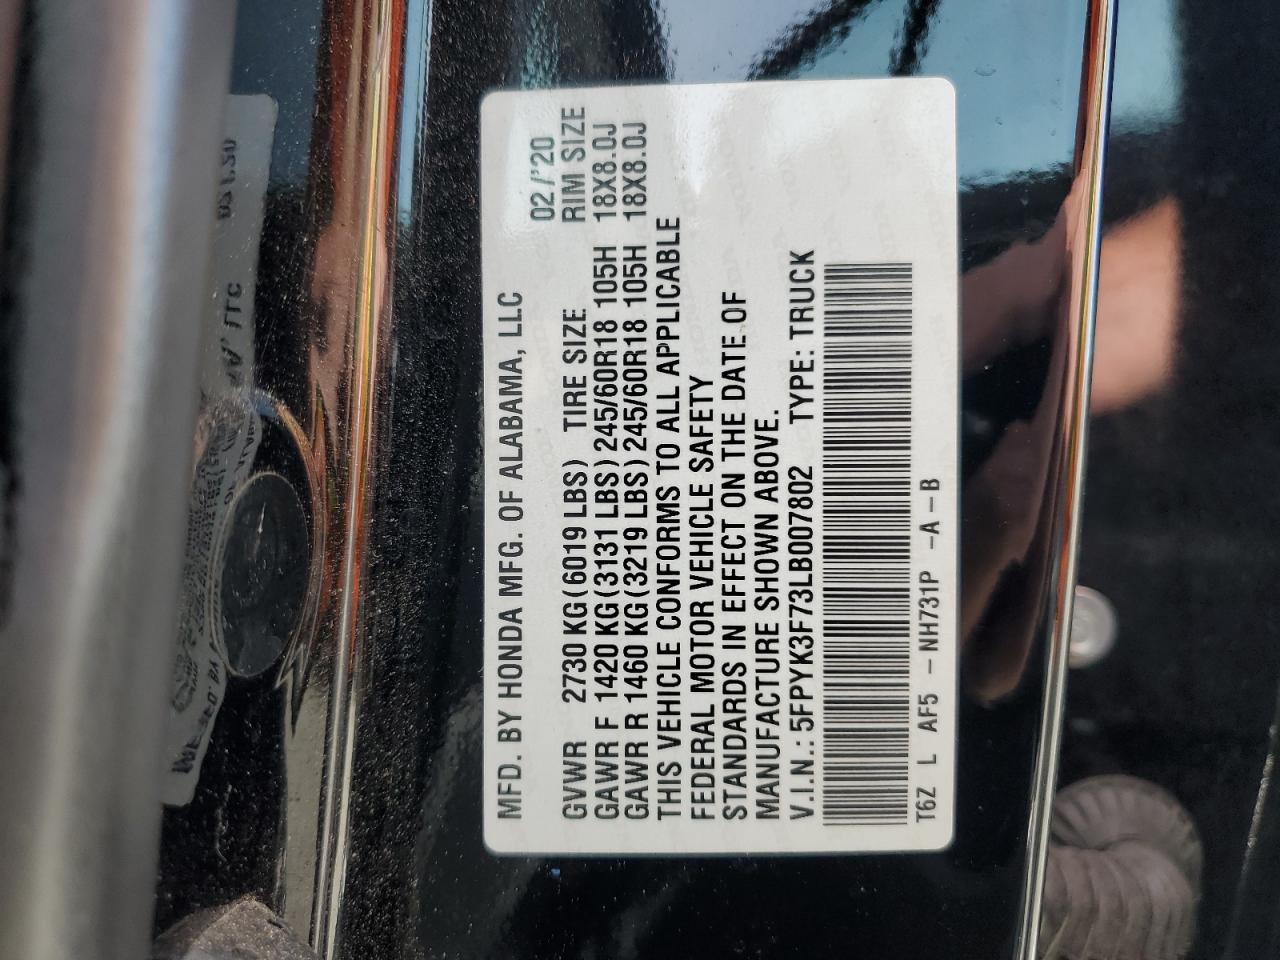 MFD. BY HONDA MFG. OF ALABAMA, LLC
02/'20
GVWR 2730 KG(6019 LBS) TIRE SIZE RIM SIZE
GAWR F 1420 KG(3131 LBS) 245/60R18 105H 18X8.0J
GAWR R 1460 KG(3219 LBS) 245/60R18 105H 18X8.0J
THIS VEHICLE CONFORMS TO ALL APPLICABLE
FEDERAL MOTOR VEHICLE SAFETY
STANDARDS IN EFFECT ON THE DATE OF
MANUFACTURE SHOWN ABOVE.
V.I.N.: 5FPYK3F73LB007802 TYPE: TRUCK
T6Z L AF5 - NH731P -A-B